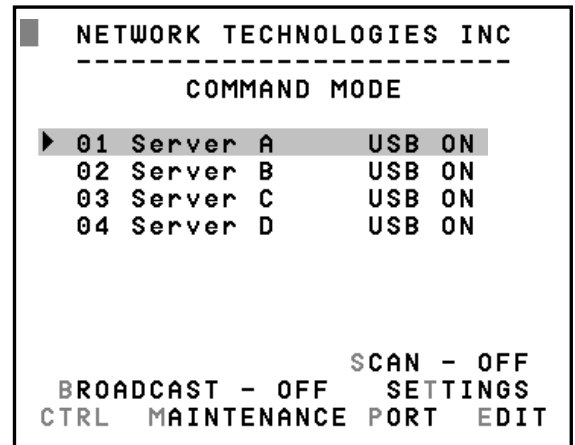 NETWORK TECHNOLOGIES INC
------------------------
COMMAND MODE
01 Server A USB ON
02 Server B USB ON
03 Server C USB ON
04 Server D USB ON
SCAN - OFF
BROADCAST - OFF SETTINGS
CTRL MAINTENANCE PORT EDIT